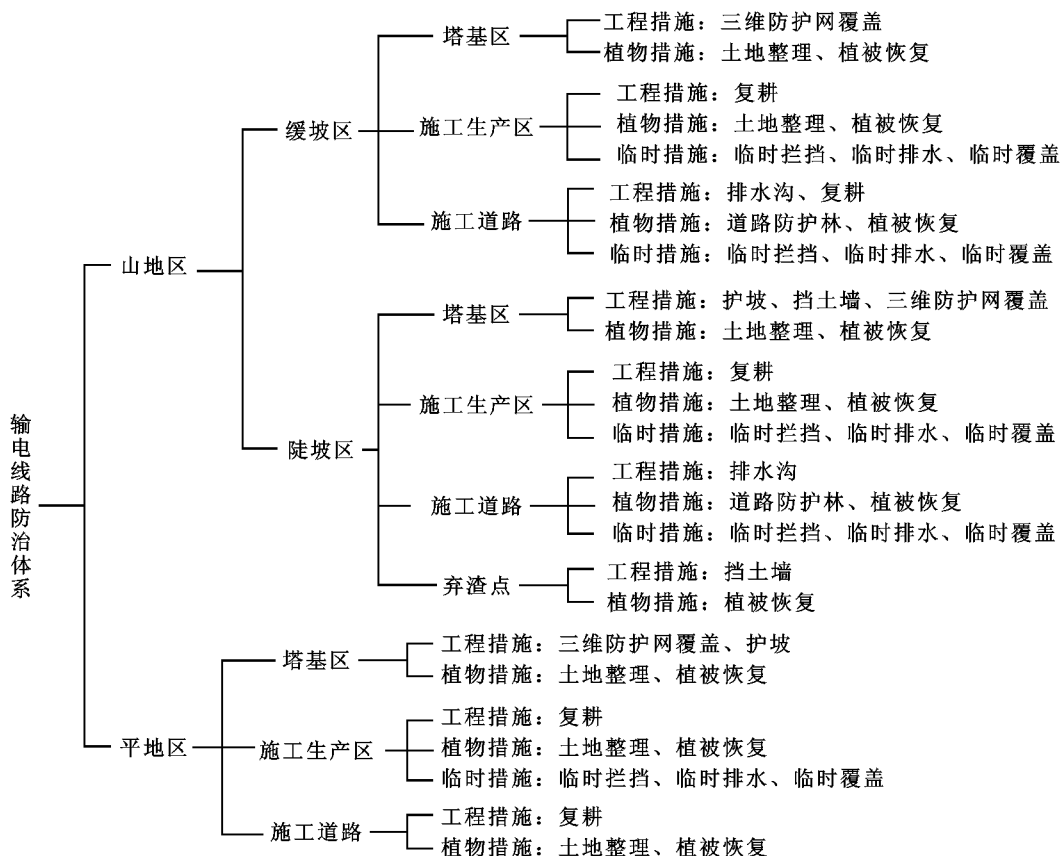 输电线路防治体系
山地区
缓坡区
塔基区
工程措施：三维防护网覆盖
植物措施：土地整理、植被恢复
施工生产区
工程措施：复耕
植物措施：土地整理、植被恢复
临时措施：临时拦挡、临时排水、临时覆盖
施工道路
工程措施：排水沟、复耕
植物措施：道路防护林、植被恢复
临时措施：临时拦挡、临时排水、临时覆盖
陡坡区
塔基区
工程措施：护坡、挡土墙、三维防护网覆盖
植物措施：土地整理、植被恢复
施工生产区
工程措施：复耕
植物措施：土地整理、植被恢复
临时措施：临时拦挡、临时排水、临时覆盖
施工道路
工程措施：排水沟
植物措施：道路防护林、植被恢复
临时措施：临时拦挡、临时排水、临时覆盖
弃渣点
工程措施：挡土墙
植物措施：植被恢复
平地区
塔基区
工程措施：三维防护网覆盖、护坡
植物措施：土地整理、植被恢复
施工生产区
工程措施：复耕
植物措施：土地整理、植被恢复
临时措施：临时拦挡、临时排水、临时覆盖
施工道路
工程措施：复耕
植物措施：土地整理、植被恢复